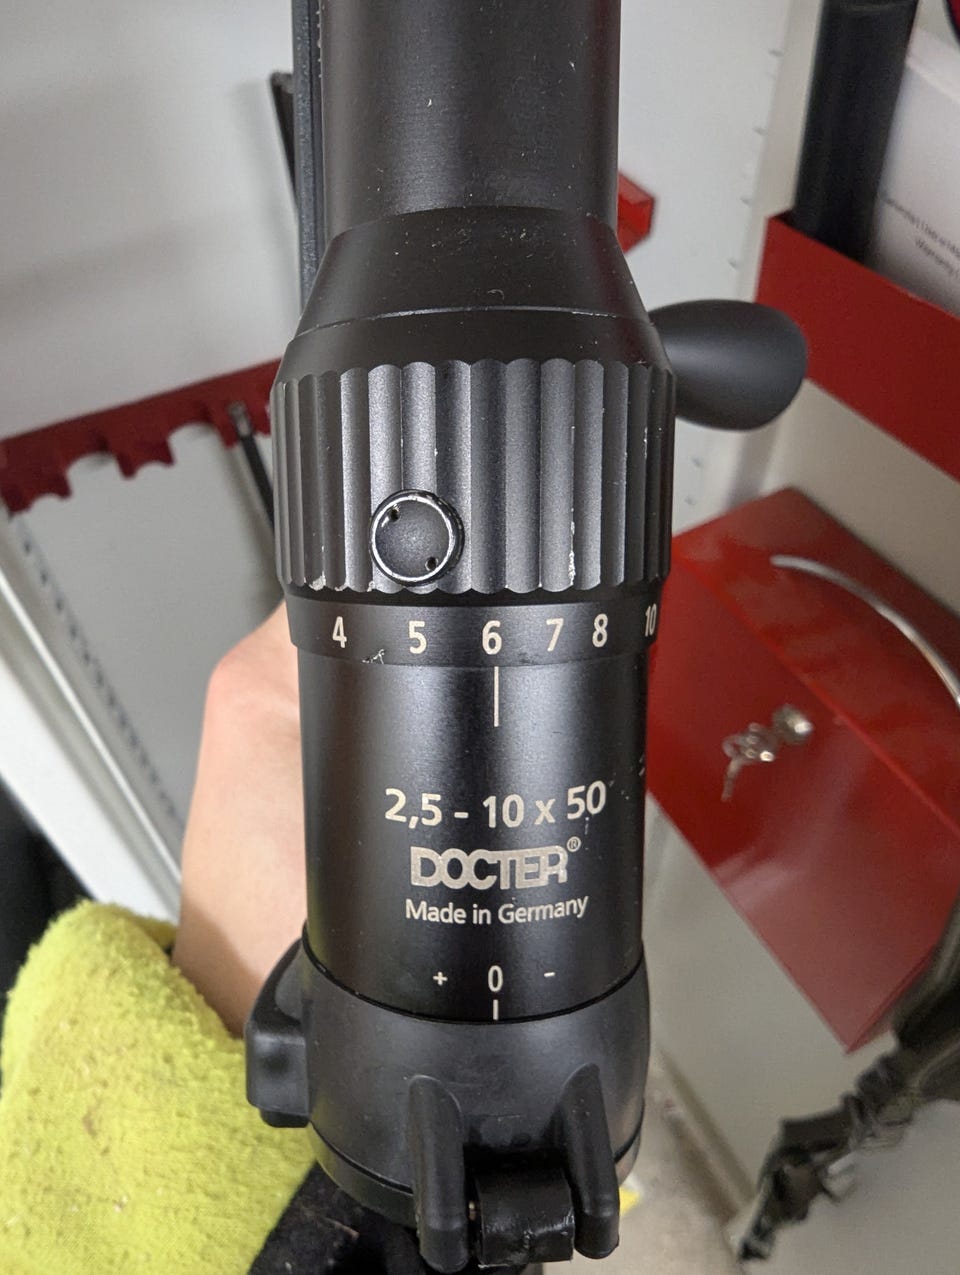 4 5 6 7 8 10
2,5 - 10 x 50
DOCTER®
Made in Germany
+ 0 -